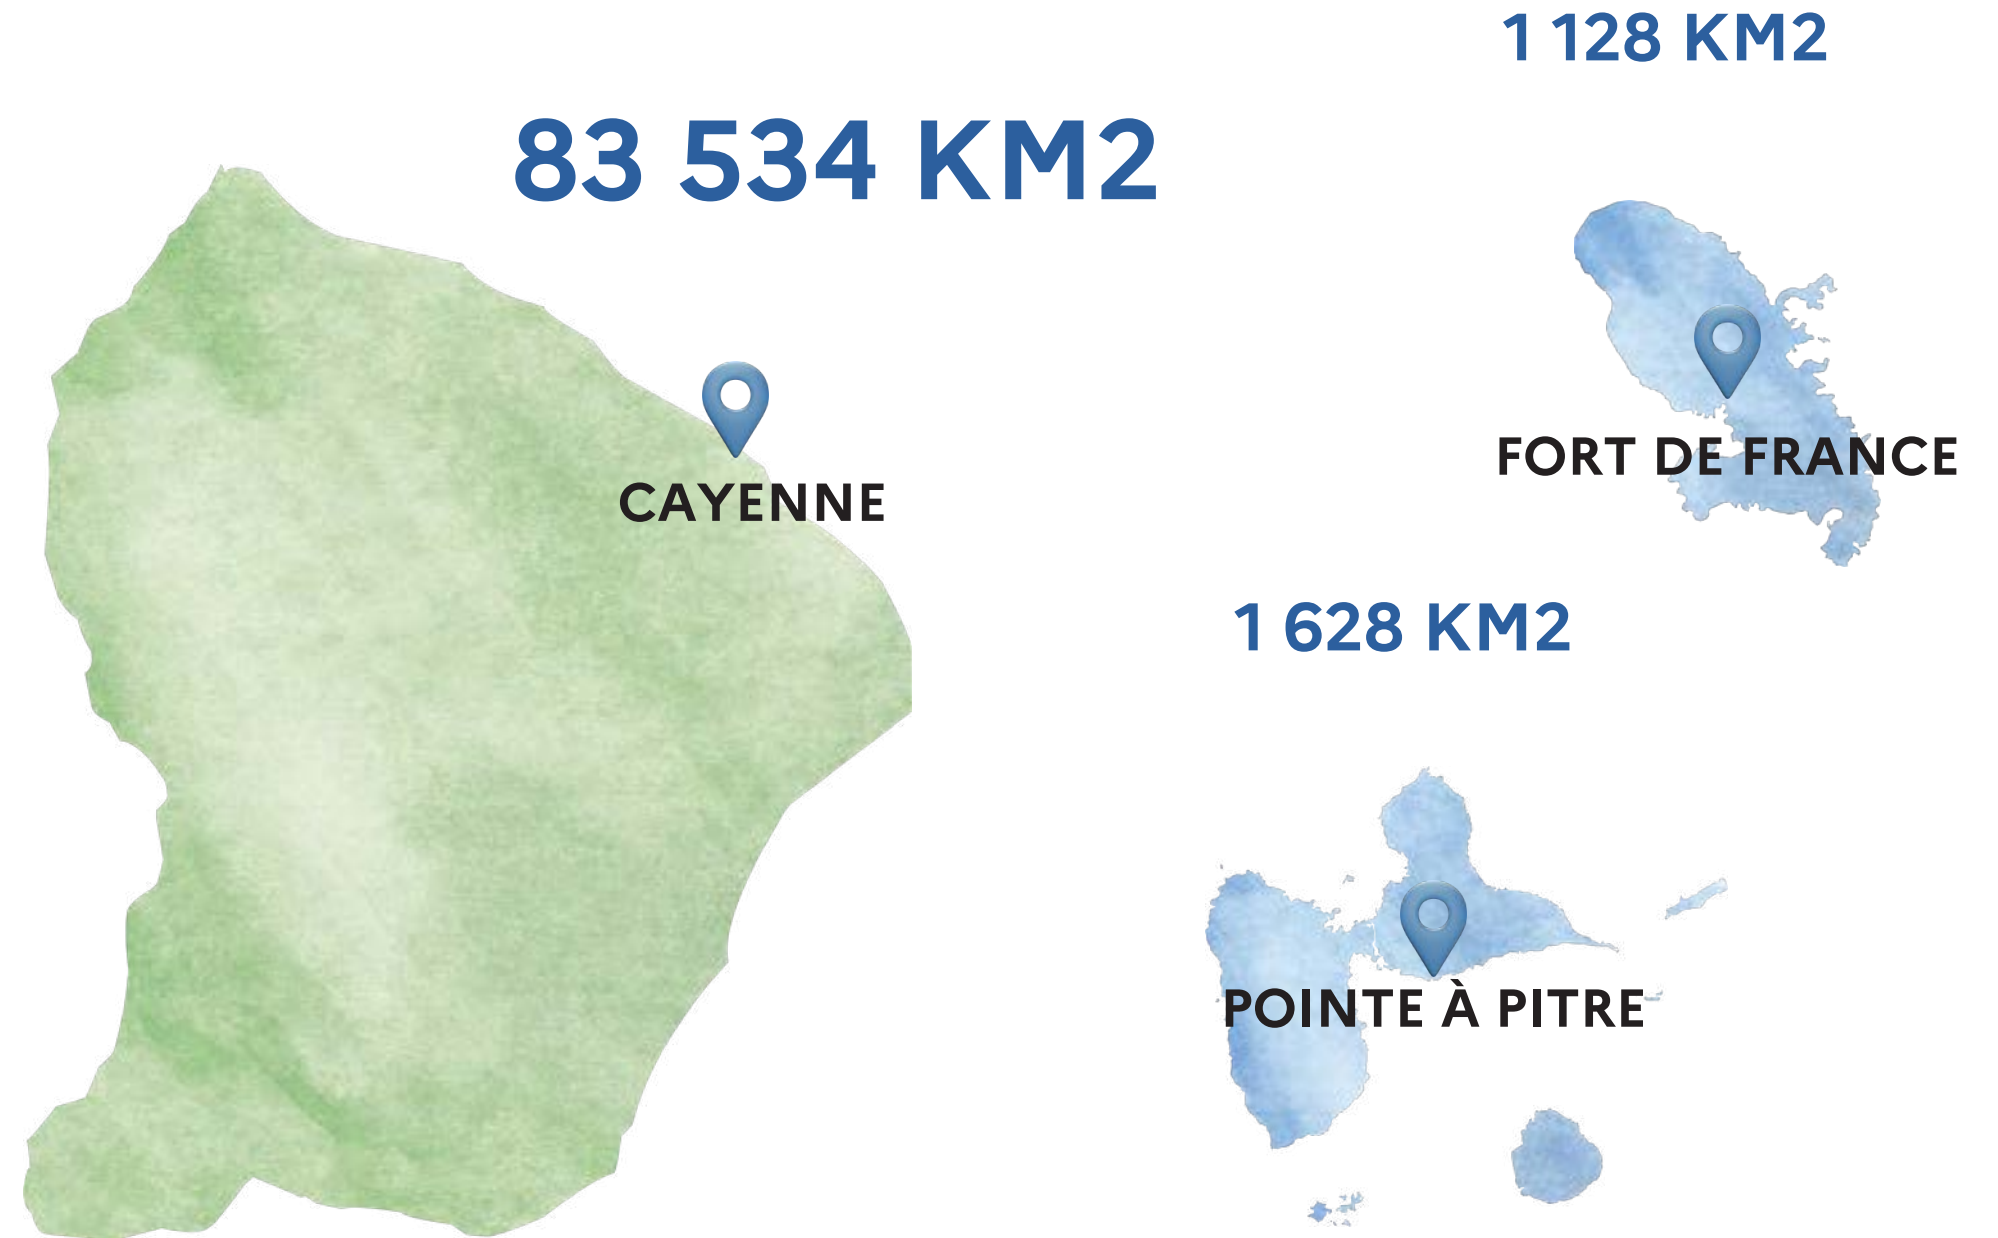 1 128 KM2
83 534 KM2
CAYENNE
FORT DE FRANCE
1 628 KM2
POINTE À PITRE